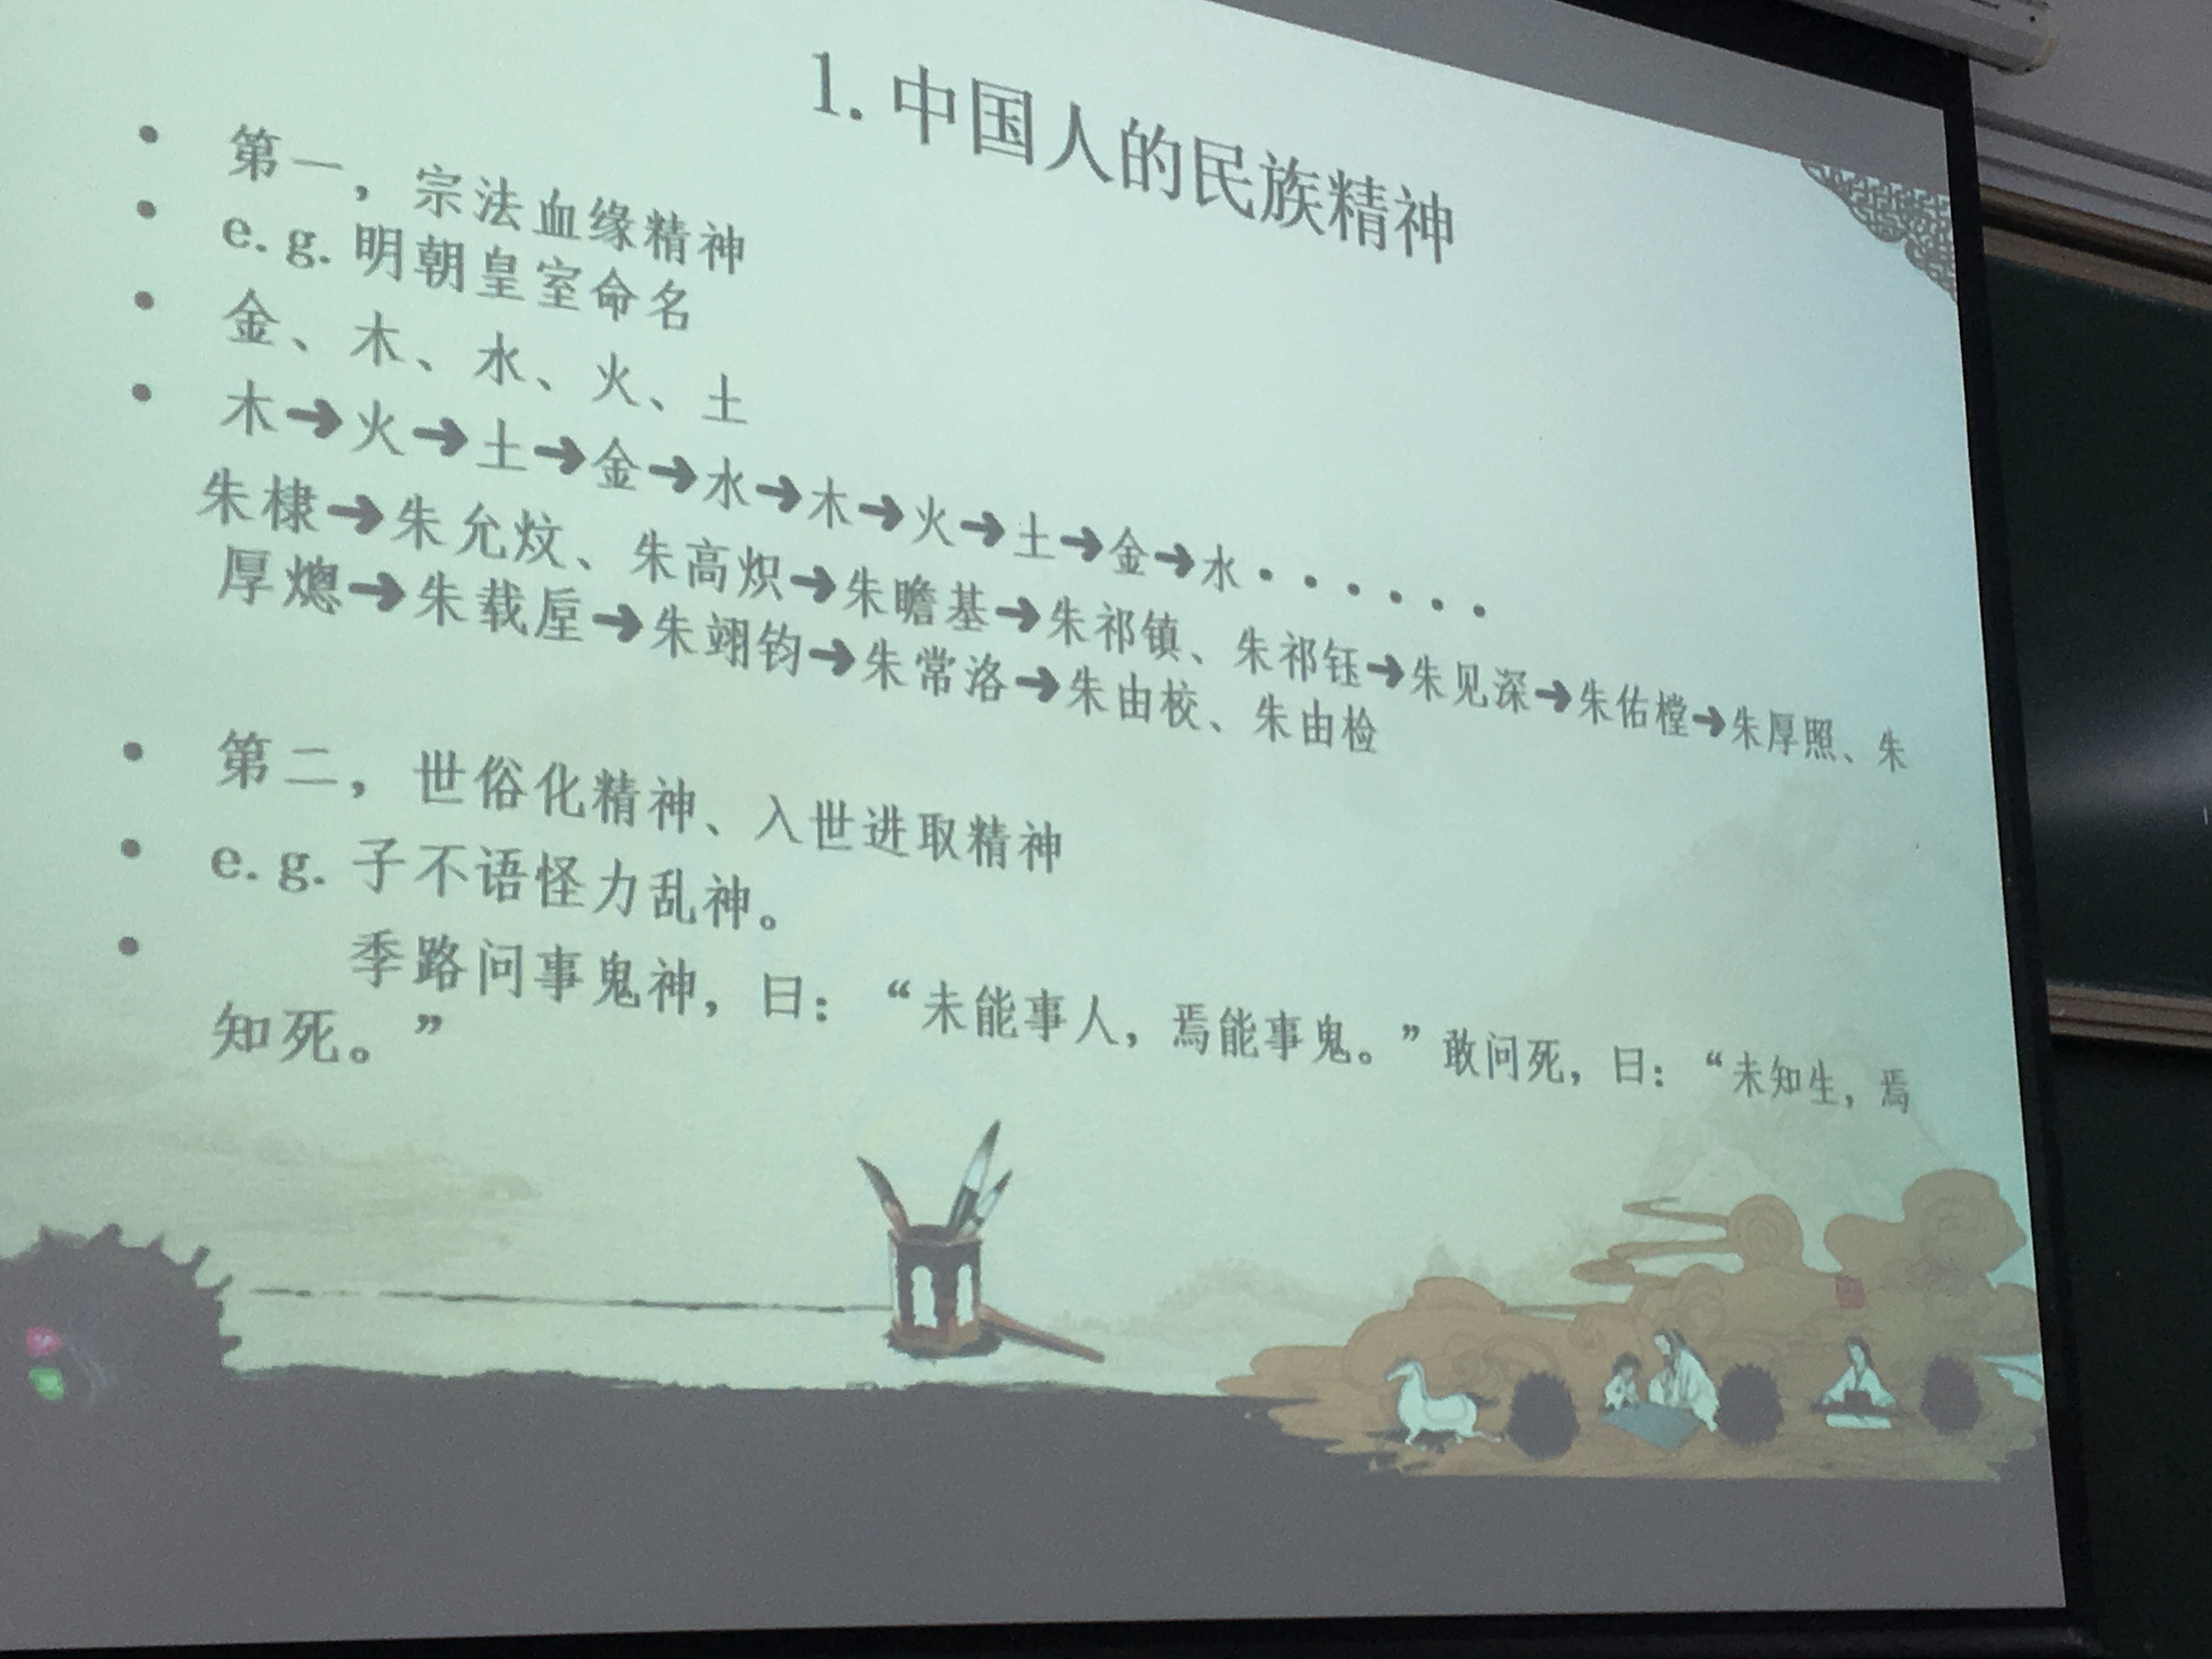 1. 中国人的民族精神
• 第一，宗法血缘精神
• e. g. 明朝皇室命名
• 金、木、水、火、土
• 木➔火➔土➔金➔水➔木➔火➔土➔金➔水······
朱棣➔朱允炆、朱高炽➔朱瞻基➔朱祁镇、朱祁钰➔朱见深➔朱佑樘➔朱厚照、朱
厚熜➔朱载垕➔朱翊钧➔朱常洛➔朱由校、朱由检
• 第二，世俗化精神、入世进取精神
• e. g. 子不语怪力乱神。
• 季路问事鬼神，曰：“未能事人，焉能事鬼。”敢问死，曰：“未知生，焉
知死。”